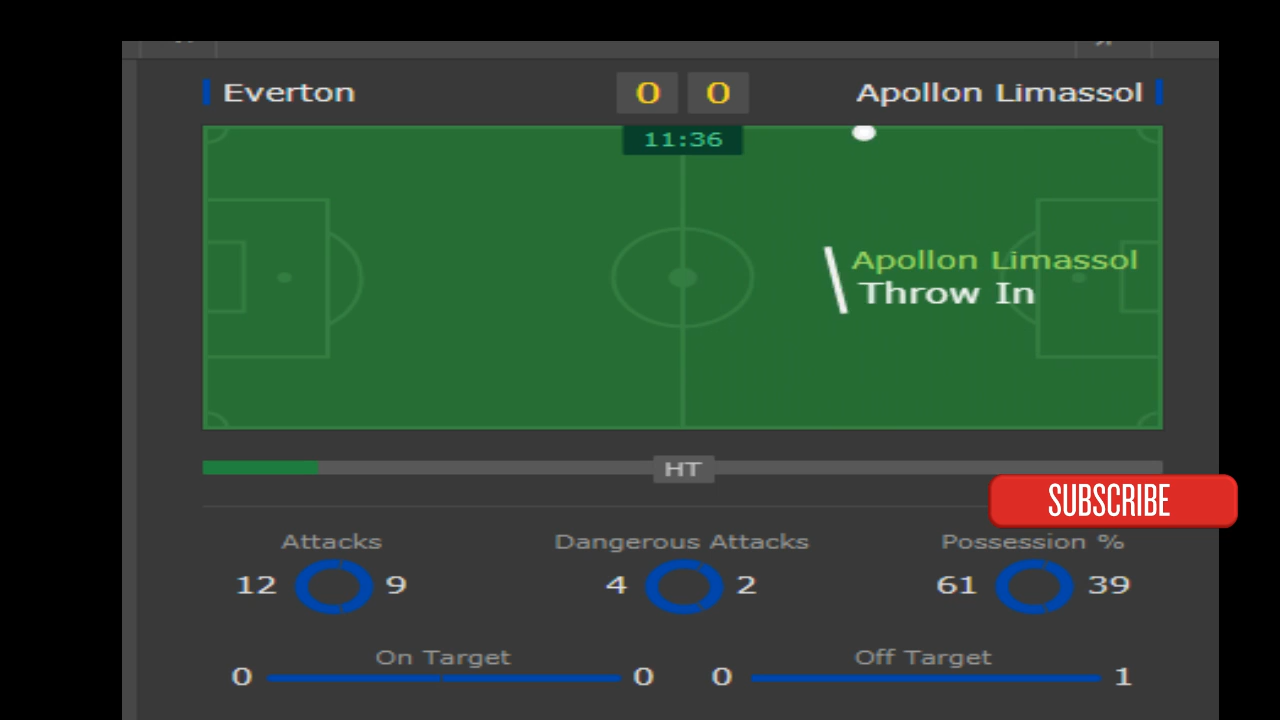 Everton 0 0 Apollon Limassol
11:36
Apollon Limassol
Throw In
HT
SUBSCRIBE
Attacks Dangerous Attacks Possession %
12 9 4 2 61 39
On Target Off Target
0 0 0 1